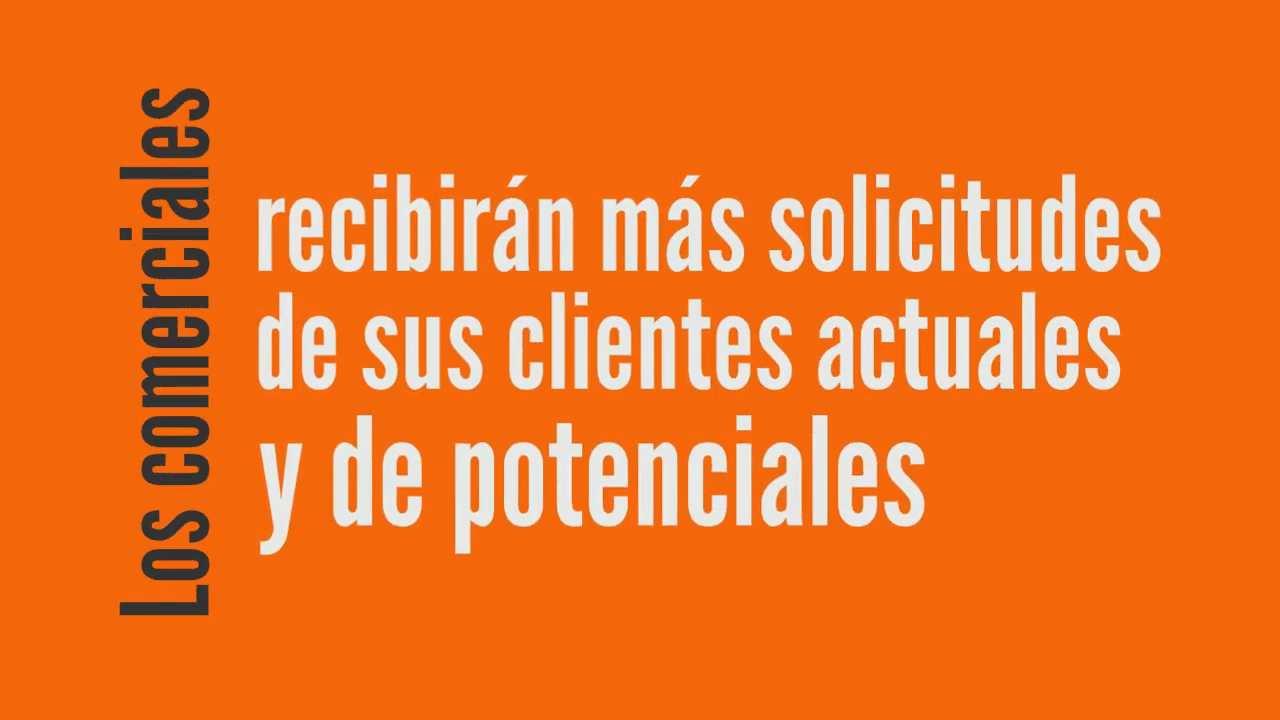 Los comerciales
recibirán más solicitudes
de sus clientes actuales
y de potenciales